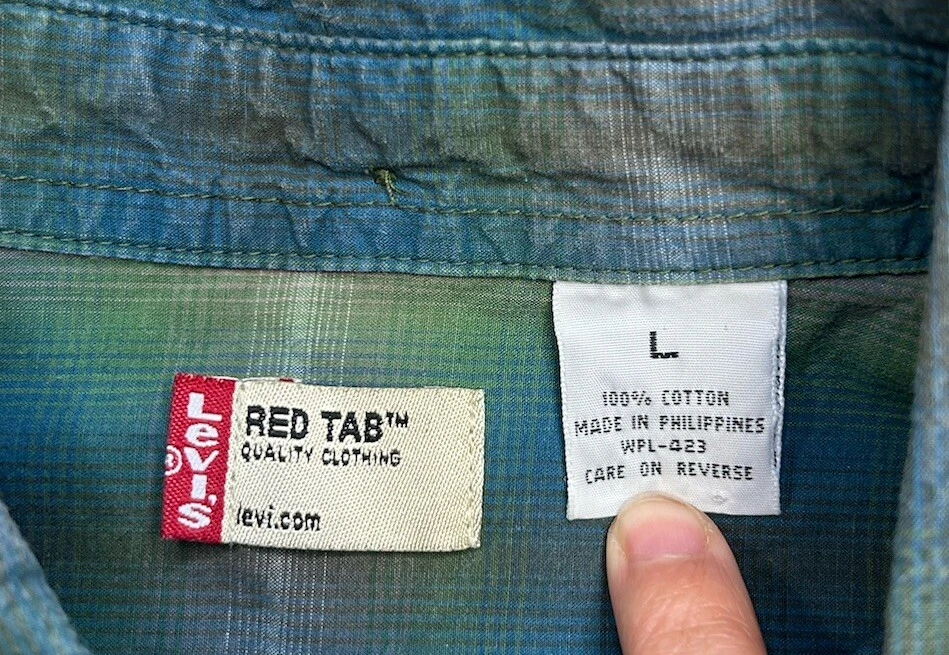 Levi's®
RED TAB™
QUALITY CLOTHING
levi.com
L
100% COTTON
MADE IN PHILIPPINES
WPL-423
CARE ON REVERSE